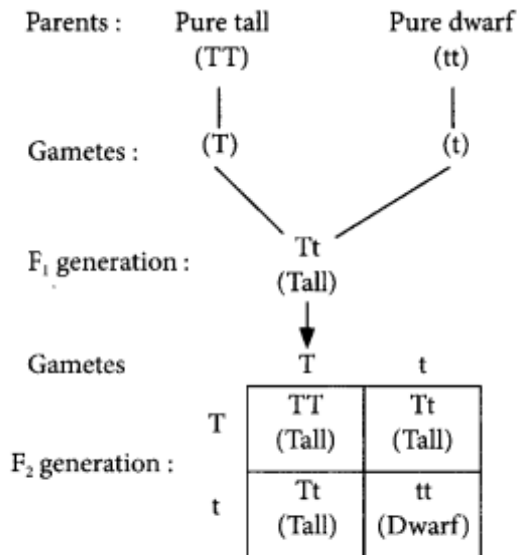 Parents : Pure tall Pure dwarf
(TT) (tt)
Gametes : (T) (t)
Tt
F₁ generation :
(Tall)
Gametes T t
TT Tt
T
(Tall) (Tall)
F₂ generation :
Tt tt
t
(Tall) (Dwarf)